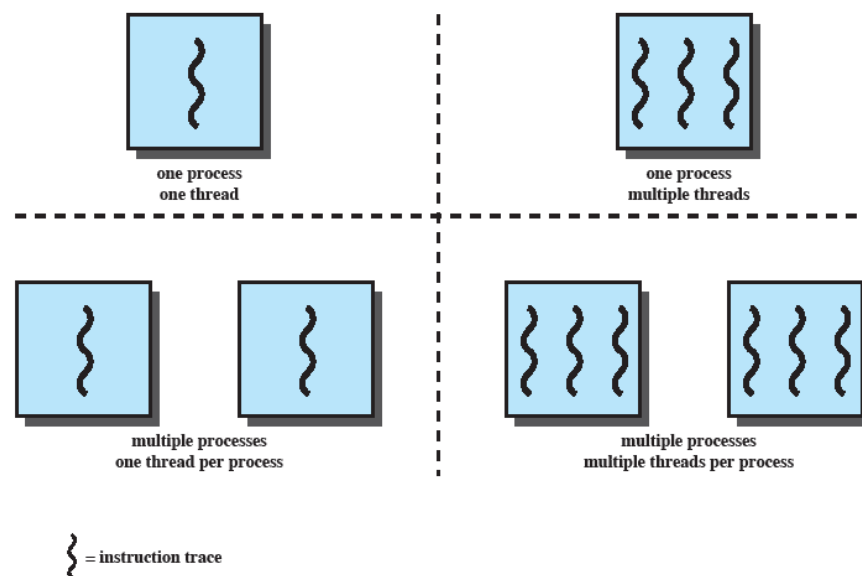 one process
one thread
one process
multiple threads
multiple processes
one thread per process
multiple processes
multiple threads per process
= instruction trace